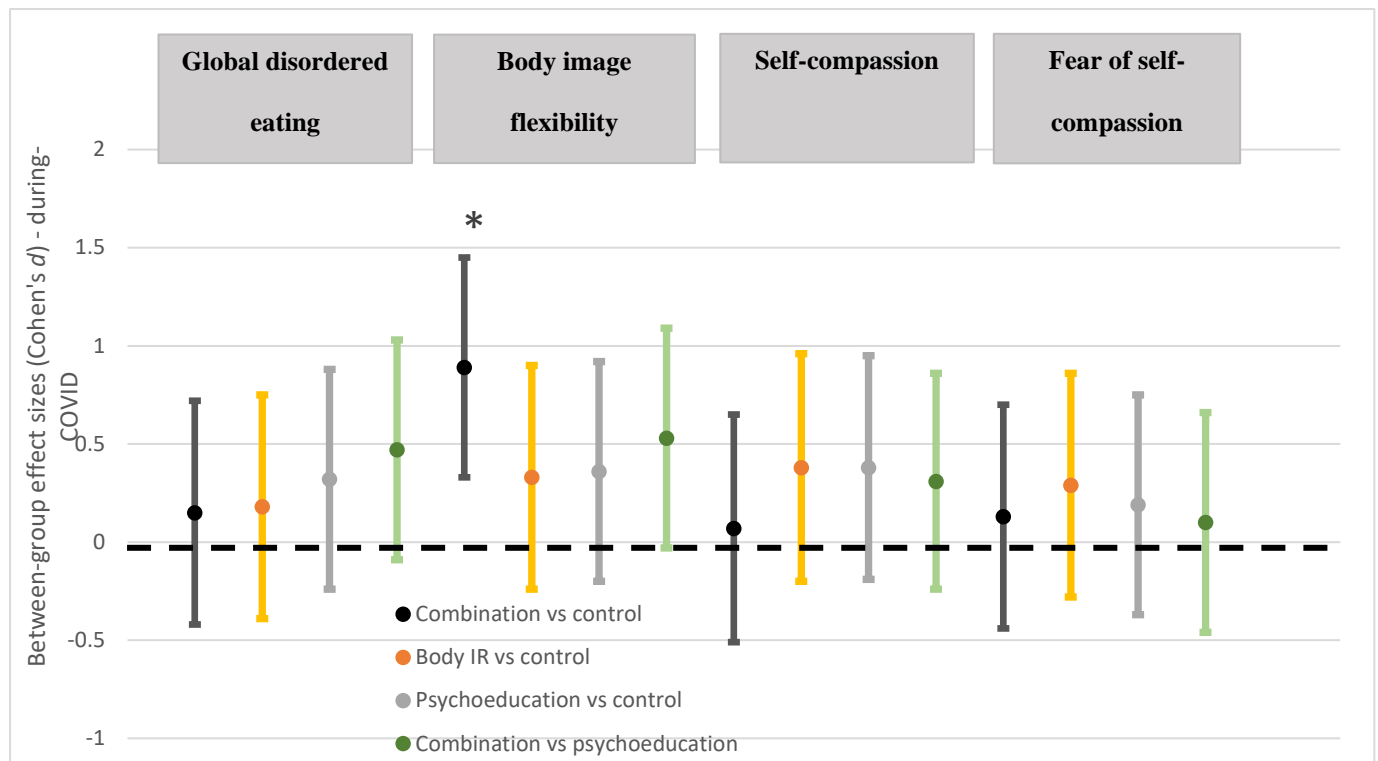 Global disordered
eating
Body image
flexibility
Self-compassion
Fear of self-
compassion
Between-group effect sizes (Cohen's d) - during-
COVID
2
1.5
1
0.5
0
-0.5
-1
*
Combination vs control
Body IR vs control
Psychoeducation vs control
Combination vs psychoeducation